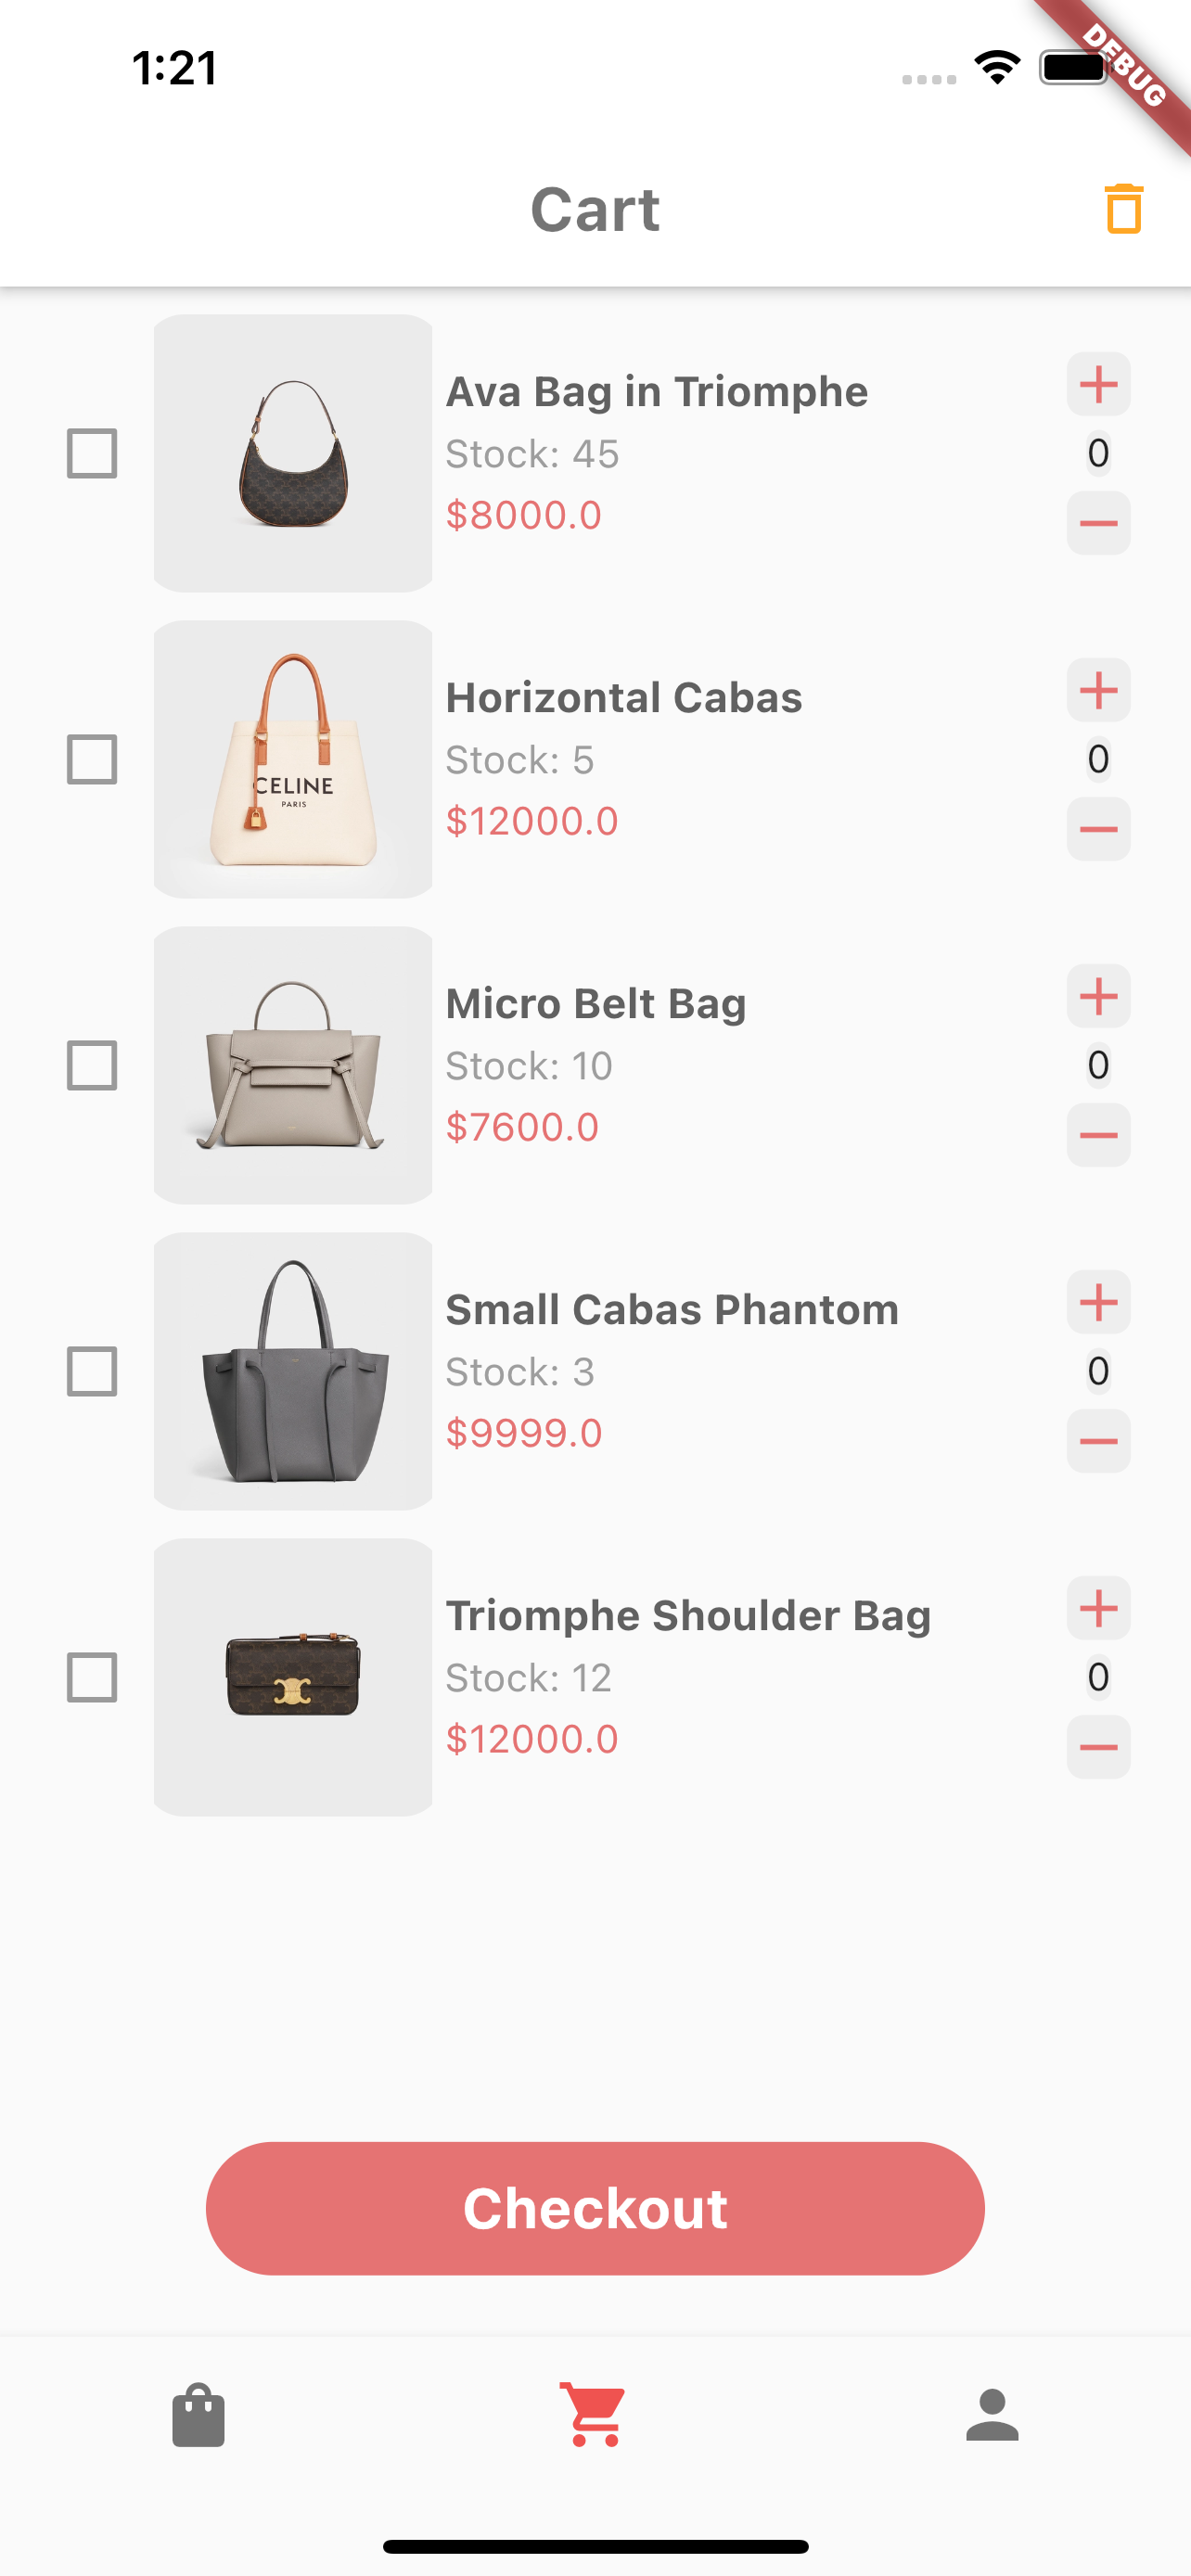 1:21
DEBUG
Cart
Ava Bag in Triomphe
Stock: 45
$8000.0
0
CELINE
PARIS
Horizontal Cabas
Stock: 5
$12000.0
0
Micro Belt Bag
Stock: 10
$7600.0
0
Small Cabas Phantom
Stock: 3
$9999.0
0
Triomphe Shoulder Bag
Stock: 12
$12000.0
0
Checkout